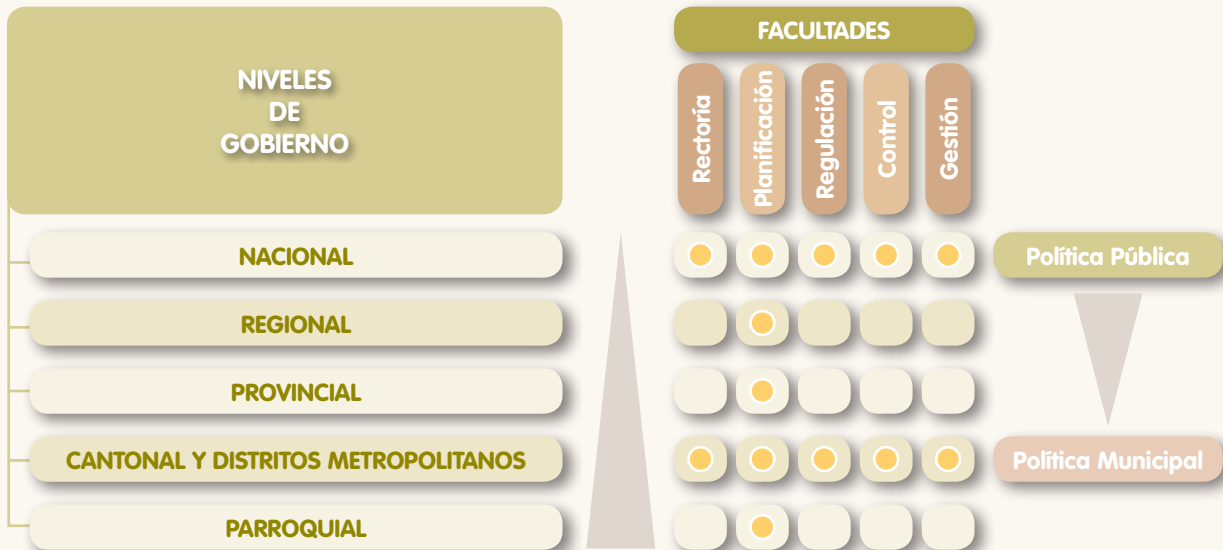 NIVELES
DE
GOBIERNO
FACULTADES
Rectoría
Planificación
Regulación
Control
Gestión
NACIONAL
Política Pública
REGIONAL
PROVINCIAL
CANTONAL Y DISTRITOS METROPOLITANOS
Política Municipal
PARROQUIAL